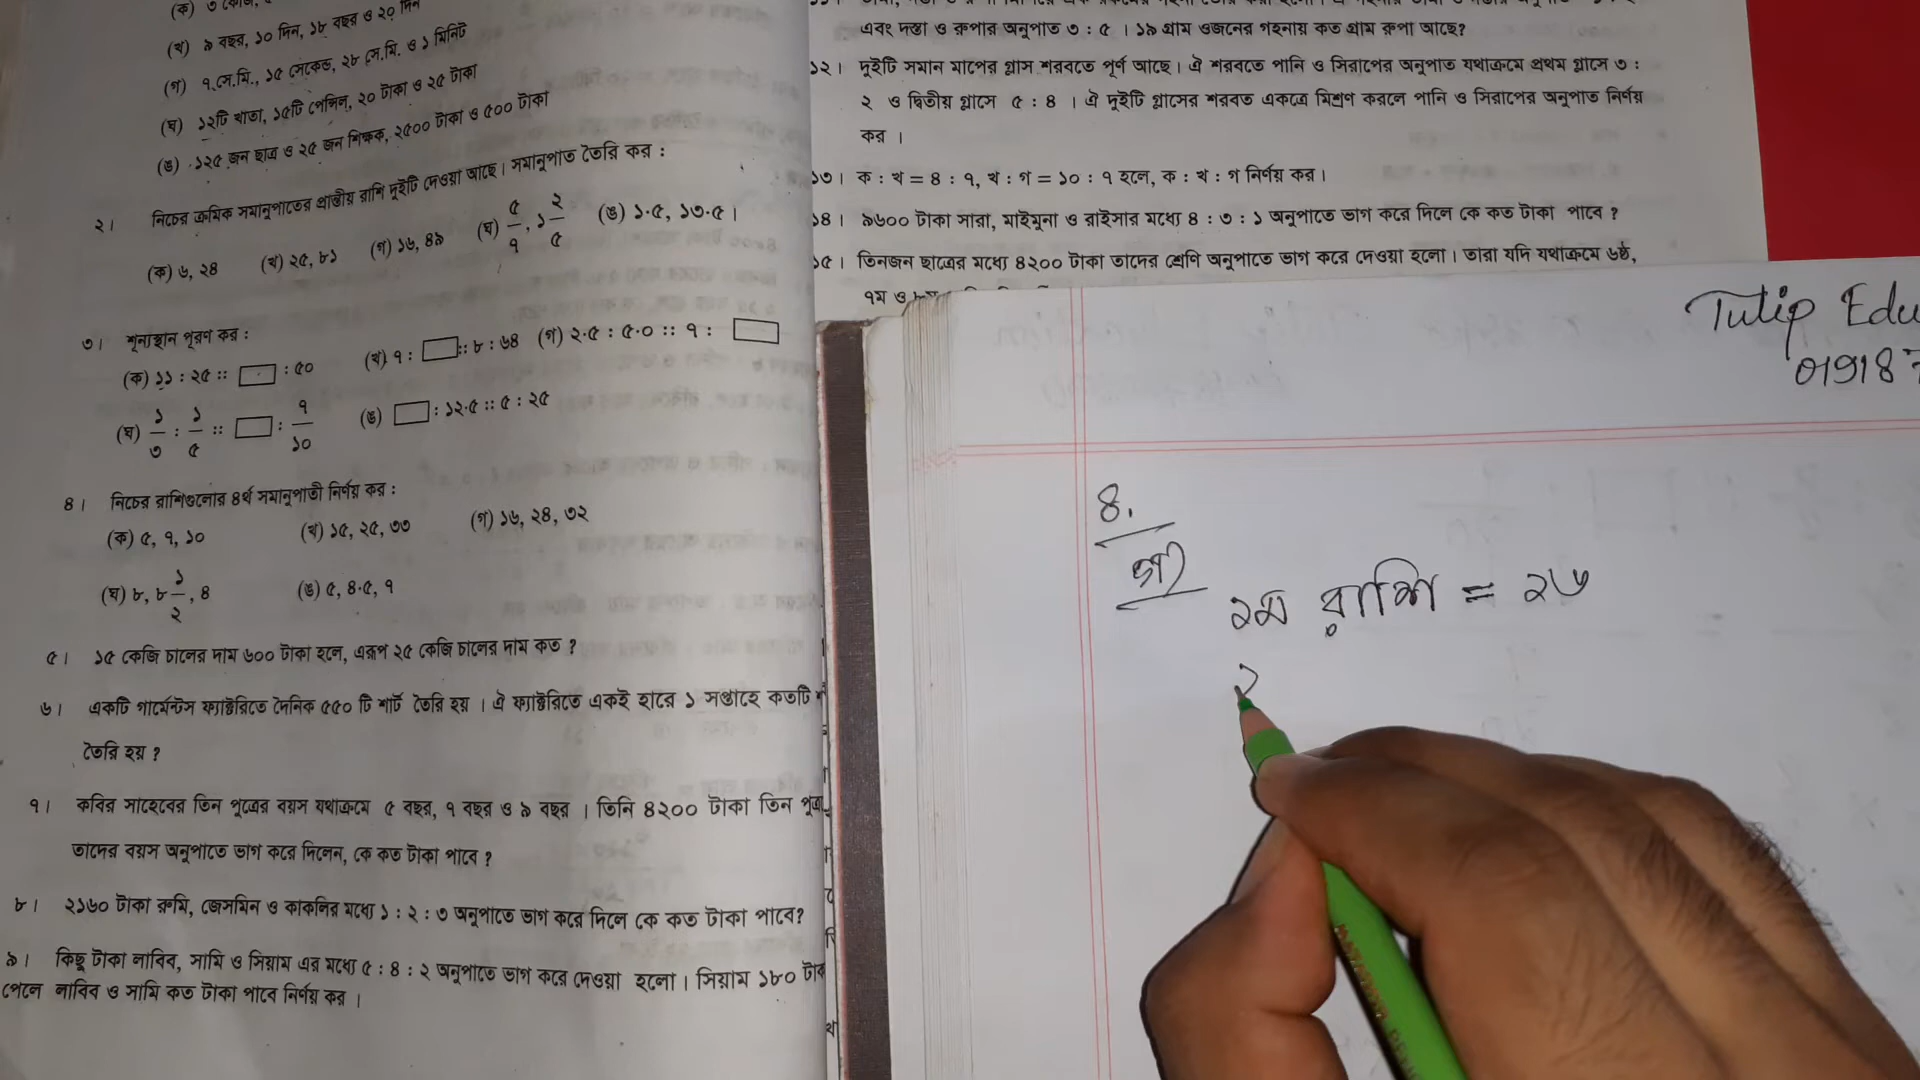 (খ) ৯ বছর, ১০ দিন, ১৮ বছর ও ২০ দিন
(গ) ৭ সে.মি., ১৫ সেকেন্ড, ২৮ সে.মি. ও ১ মিনিট
(ঘ) ১২টি খাতা, ১৫টি পেন্সিল, ২০ টাকা ও ২৫ টাকা
(ঙ) ১২৫ জন ছাত্র ও ২৫ জন শিক্ষক, ২৫০০ টাকা ও ৫০০ টাকা
২। নিচের ক্রমিক সমানুপাতের প্রান্তীয় রাশি দুইটি দেওয়া আছে। সমানুপাত তৈরি কর :
(ক) ৬, ২৪ (খ) ২৫, ৮১ (গ) ১৬, ৪৯ (ঘ) ৫/৭, ১ ২/৫ (ঙ) ১·৫, ১৩·৫।
৩। শূন্যস্থান পূরণ কর :
(ক) ১১ : ২৫ :: □ : ৫০ (খ) ৭ : □ :: ৮ : ৬৪ (গ) ২·৫ : ৫·০ :: ৭ : □
(ঘ) ১/৩ : ১/৫ :: □ : ৭/১০ (ঙ) □ : ১২·৫ :: ৫ : ২৫
৪। নিচের রাশিগুলোর ৪র্থ সমানুপাতী নির্ণয় কর :
(ক) ৫, ৭, ১০ (খ) ১৫, ২৫, ৩৩ (গ) ১৬, ২৪, ৩২
(ঘ) ৮, ৮ ১/২, ৪ (ঙ) ৫, ৪·৫, ৭
৫। ১৫ কেজি চালের দাম ৬০০ টাকা হলে, এরূপ ২৫ কেজি চালের দাম কত ?
৬। একটি গার্মেন্টস ফ্যাক্টরিতে দৈনিক ৫৫০ টি শার্ট তৈরি হয় । ঐ ফ্যাক্টরিতে একই হারে ১ সপ্তাহে কতটি
তৈরি হয় ?
৭। কবির সাহেবের তিন পুত্রের বয়স যথাক্রমে ৫ বছর, ৭ বছর ও ৯ বছর । তিনি ৪২০০ টাকা তিন পুত্র
তাদের বয়স অনুপাতে ভাগ করে দিলেন, কে কত টাকা পাবে ?
৮। ২১৬০ টাকা রুমি, জেসমিন ও কাকলির মধ্যে ১ : ২ : ৩ অনুপাতে ভাগ করে দিলে কে কত টাকা পাবে?
৯। কিছু টাকা লাবিব, সামি ও সিয়াম এর মধ্যে ৫ : ৪ : ২ অনুপাতে ভাগ করে দেওয়া হলো । সিয়াম ১৮০ টাক
পেলে লাবিব ও সামি কত টাকা পাবে নির্ণয় কর ।
এবং দস্তা ও রুপার অনুপাত ৩ : ৫ । ১৯ গ্রাম ওজনের গহনায় কত গ্রাম রুপা আছে?
১২। দুইটি সমান মাপের গ্লাস শরবতে পূর্ণ আছে। ঐ শরবতে পানি ও সিরাপের অনুপাত যথাক্রমে প্রথম গ্লাসে ৩ :
২ ও দ্বিতীয় গ্লাসে ৫ : ৪ । ঐ দুইটি গ্লাসের শরবত একত্রে মিশ্রণ করলে পানি ও সিরাপের অনুপাত নির্ণয়
কর ।
১৩। ক : খ = ৪ : ৭, খ : গ = ১০ : ৭ হলে, ক : খ : গ নির্ণয় কর।
১৪। ৯৬০০ টাকা সারা, মাইমুনা ও রাইসার মধ্যে ৪ : ৩ : ১ অনুপাতে ভাগ করে দিলে কে কত টাকা পাবে ?
১৫। তিনজন ছাত্রের মধ্যে ৪২০০ টাকা তাদের শ্রেণি অনুপাতে ভাগ করে দেওয়া হলো। তারা যদি যথাক্রমে ৬ষ্ঠ,
৭ম ও ৮ম
Tulip Edu
০১৭১৪
৪.
গ)
১ম রাশি = ১৬